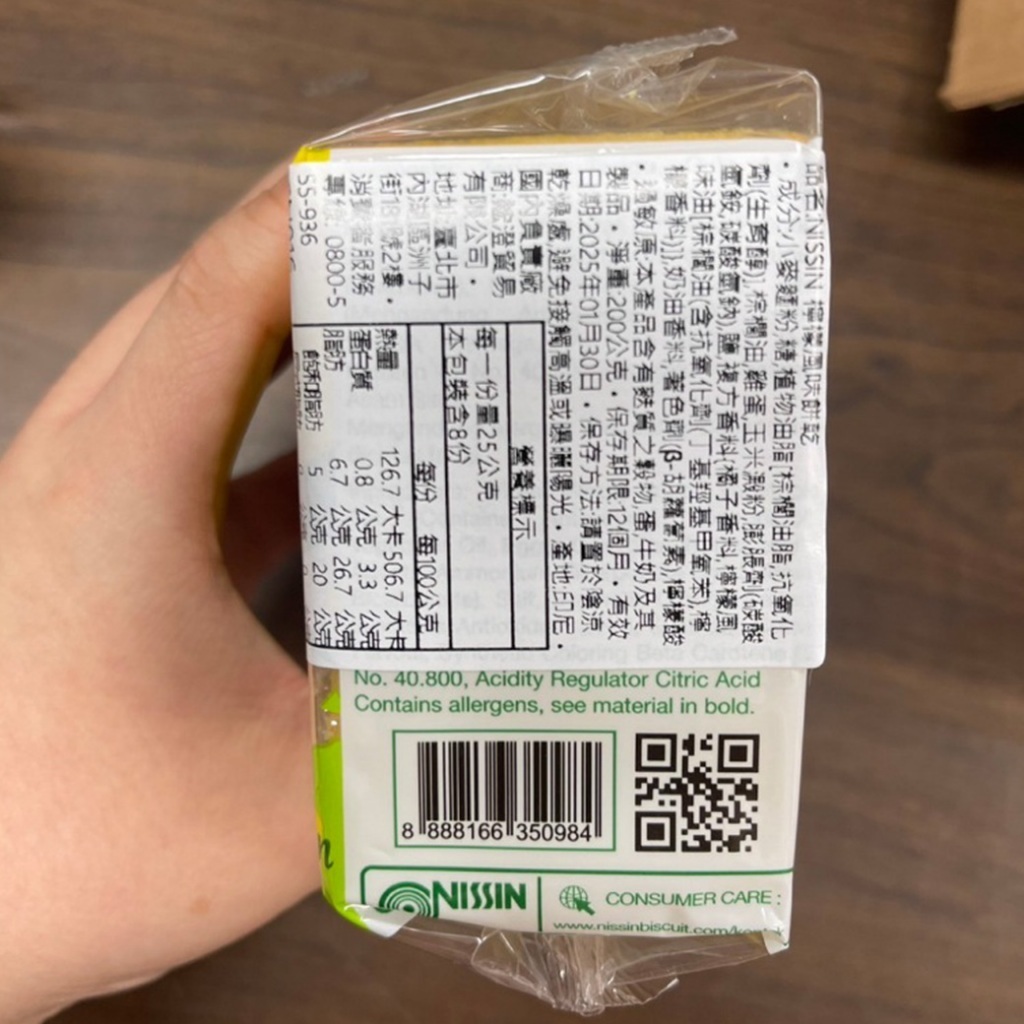 品名:NISSIN 檸檬風味餅乾
・成分:小麥麵粉,糖,植物油脂[棕櫚油脂,抗氧化
劑(生育醇)],棕櫚油,雞蛋,玉米澱粉,膨脹劑(碳酸
氫銨,碳酸氫鈉),鹽,複方香料{橘子香料,檸檬風
味油[棕櫚油(含抗氧化劑(丁基羥基甲氧苯),檸
檬香料)]},奶油香料,著色劑(β-胡蘿蔔素),檸檬酸
・過敏原:本產品含有麩質之穀物,蛋,牛奶及其
製品・淨重:200公克・保存期限:12個月・有效
日期:2025年01月30日・保存方法:請置於陰涼
乾燥處,避免接觸高溫或曝曬陽光・產地:印尼・
國內負責廠
商:
澄貿易
有限公司・
地址:臺北市
內湖區洲子
街18號2樓・
消費者服務
專線: 0800-5
55-936
營養標示
每一份量25公克
本包裝含8份
每份 每100公克
熱量 126.7 大卡 506.7 大卡
蛋白質 0.8 公克 3.3 公克
脂肪 6.7 公克 26.7 公克
飽和脂肪 5 公克 20 公克
No. 40.800, Acidity Regulator Citric Acid
Contains allergens, see material in bold.
8 888166 350984
NISSIN
CONSUMER CARE :
www.nissinbiscuit.com/kontak